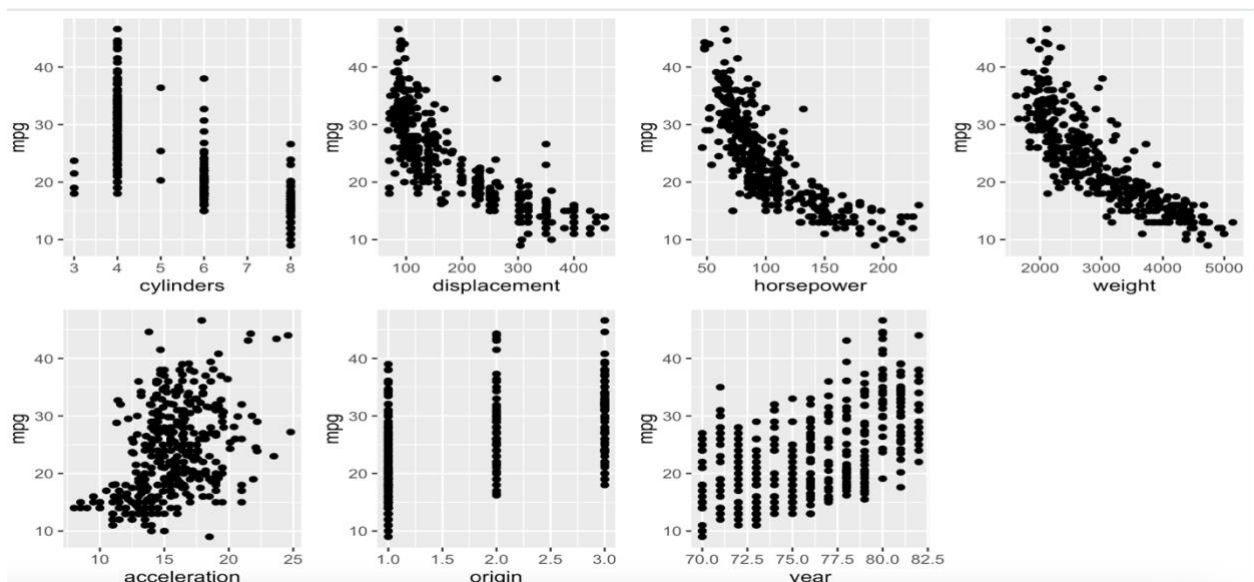 mpg 40 30 20 10
3 4 5 6 7 8
cylinders
mpg 40 30 20 10
100 200 300 400
displacement
mpg 40 30 20 10
50 100 150 200
horsepower
mpg 40 30 20 10
2000 3000 4000 5000
weight
mpg 40 30 20 10
10 15 20 25
acceleration
mpg 40 30 20 10
1.0 1.5 2.0 2.5 3.0
origin
mpg 40 30 20 10
70.0 72.5 75.0 77.5 80.0 82.5
year